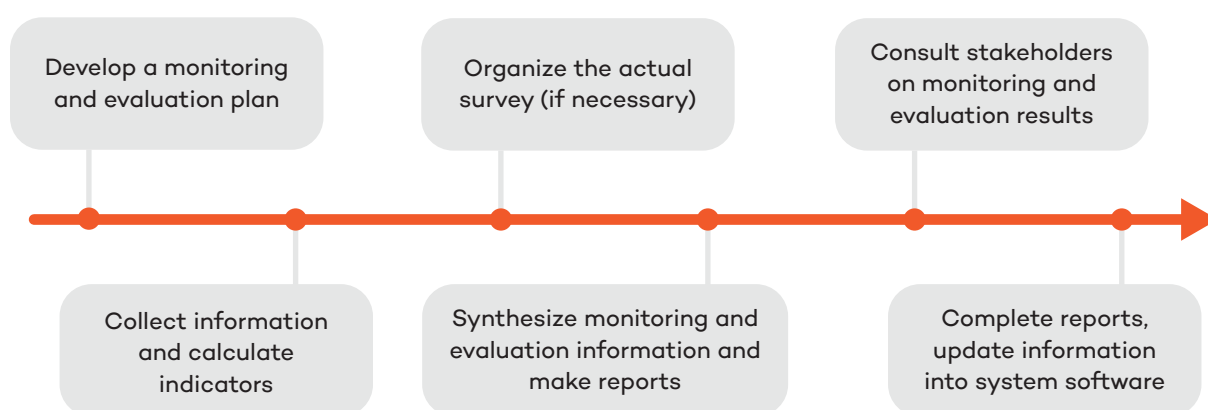 Develop a monitoring
and evaluation plan
Organize the actual
survey (if necessary)
Consult stakeholders
on monitoring and
evaluation results
Collect information
and calculate
indicators
Synthesize monitoring and
evaluation information and
make reports
Complete reports,
update information
into system software